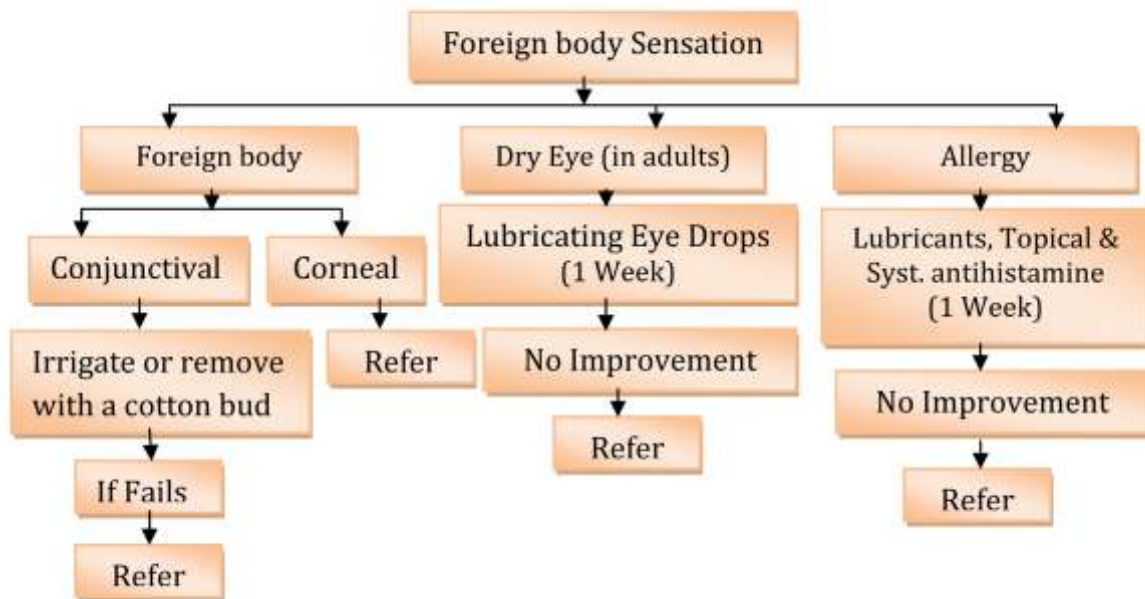 Foreign body Sensation
Foreign body
Dry Eye (in adults)
Allergy
Conjunctival
Corneal
Lubricating Eye Drops
(1 Week)
Lubricants, Topical &
Syst. antihistamine
(1 Week)
Irrigate or remove
with a cotton bud
Refer
No Improvement
No Improvement
If Fails
Refer
Refer
Refer